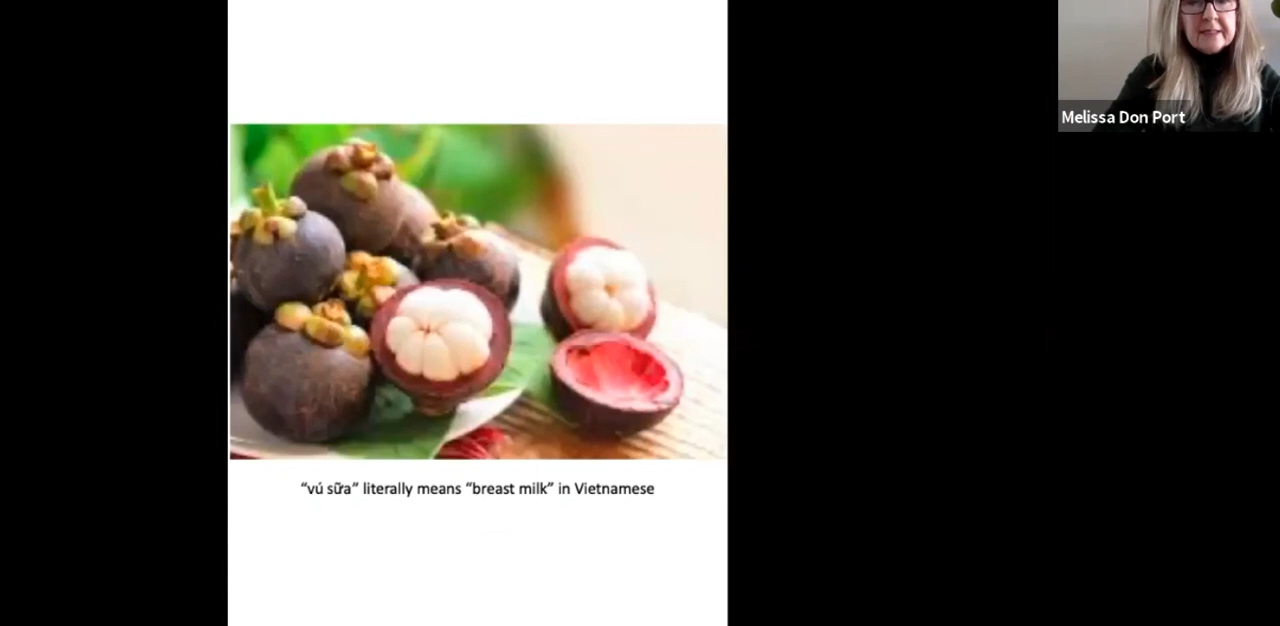 Melissa Don Port
“vú sữa” literally means “breast milk” in Vietnamese